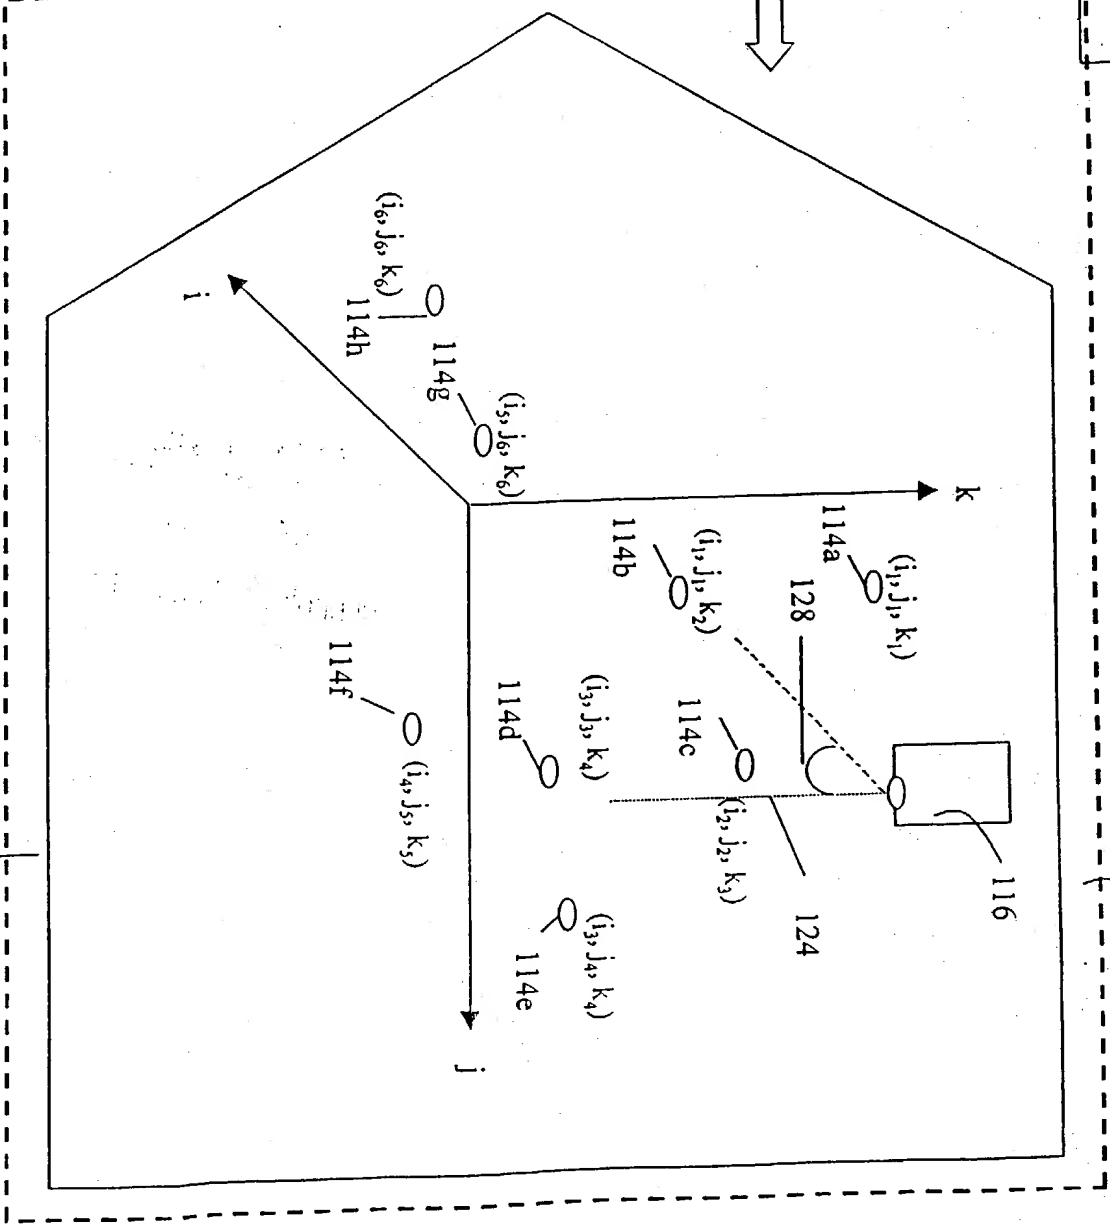 k
(i₁, j₁, k₁)
114a
128
(i₁, j₁, k₂)
114b
116
124
(i₂, j₂, k₃)
114c
(i₃, j₃, k₄)
114d
(i₃, j₄, k₄)
114e
j
(i₅, j₆, k₆)
114g
(i₆, j₆, k₆)
114h
114f
(i₄, j₅, k₅)
i